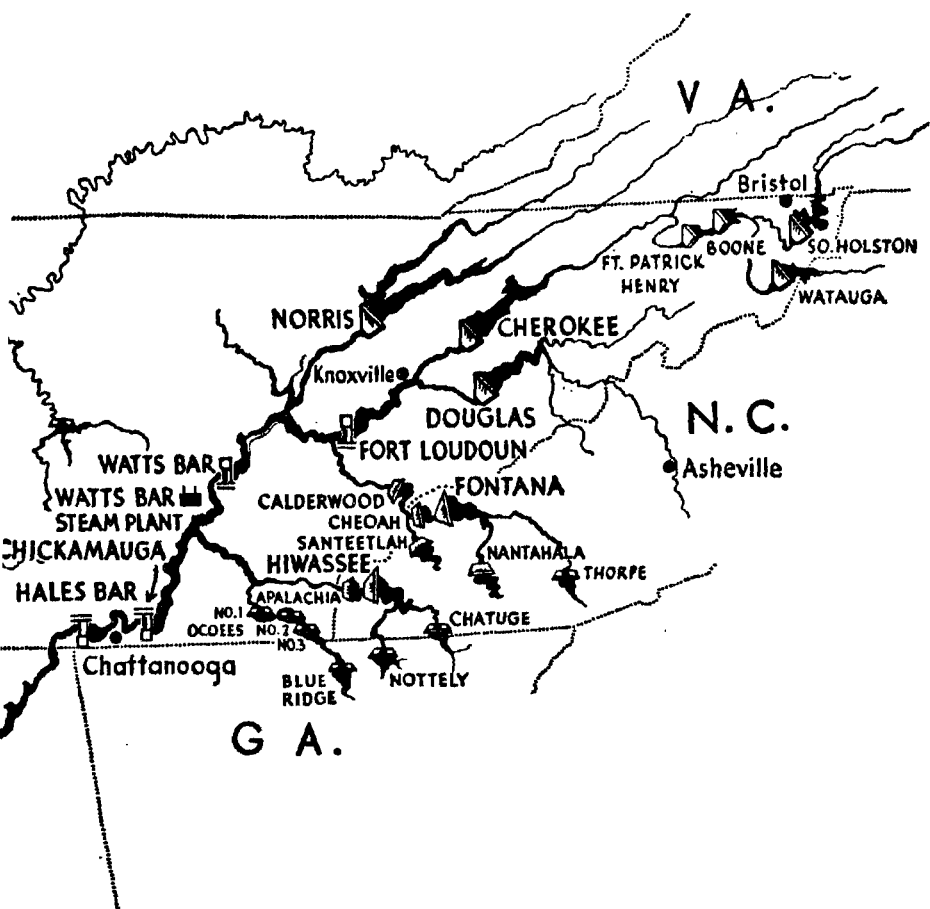 V A.
Bristol
BOONE
SO. HOLSTON
FT. PATRICK
HENRY
WATAUGA
NORRIS
CHEROKEE
Knoxville
DOUGLAS
N. C.
FORT LOUDOUN
WATTS BAR
Asheville
WATTS BAR
STEAM PLANT
CALDERWOOD
FONTANA
CHEOAH
SANTEETLAH
CHICKAMAUGA
NANTAHALA
HIWASSEE
THORPE
HALES BAR
APALACHIA
NO.1
OCOEES
NO.2
NO.3
CHATUGE
Chattanooga
BLUE
RIDGE
NOTTELY
G A.